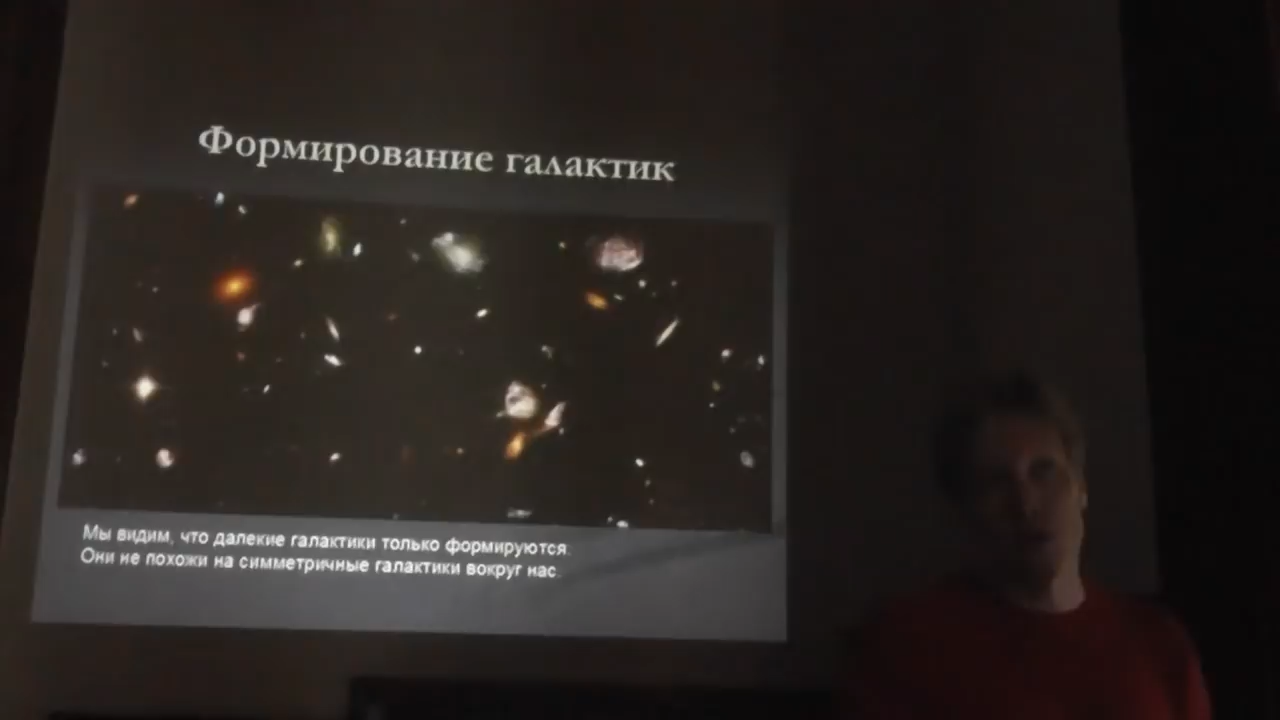 Формирование галактик
Мы видим, что далекие галактики только формируются.
Они не похожи на симметричные галактики вокруг нас.